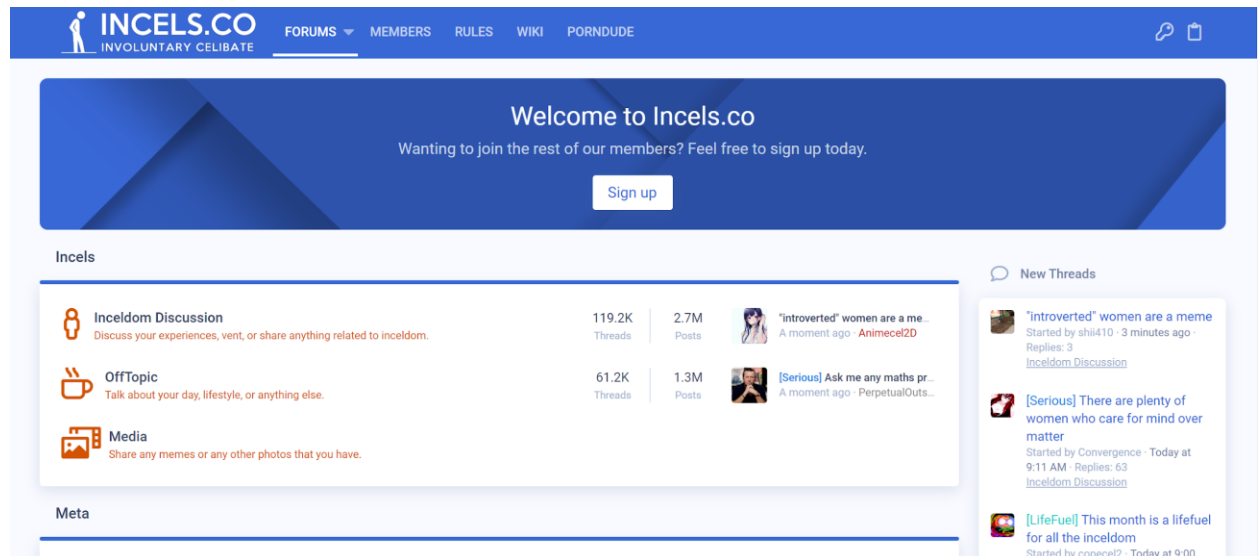 INCELS.CO
INVOLUNTARY CELIBATE
FORUMS MEMBERS RULES WIKI PORNDUDE
Welcome to Incels.co
Wanting to join the rest of our members? Feel free to sign up today.
Sign up
Incels
Inceldom Discussion
Discuss your experiences, vent, or share anything related to inceldom.
119.2K
Threads
2.7M
Posts
"introverted" women are a me...
A moment ago · Animecel2D
OffTopic
Talk about your day, lifestyle, or anything else.
61.2K
Threads
1.3M
Posts
[Serious] Ask me any maths pr...
A moment ago · PerpetualOuts...
Media
Share any memes or any other photos that you have.
Meta
New Threads
"introverted" women are a meme
Started by shii410 · 3 minutes ago ·
Replies: 3
Inceldom Discussion
[Serious] There are plenty of
women who care for mind over
matter
Started by Convergence · Today at
9:11 AM · Replies: 63
Inceldom Discussion
[LifeFuel] This month is a lifefuel
for all the inceldom
Started by copecel2 · Today at 9:00